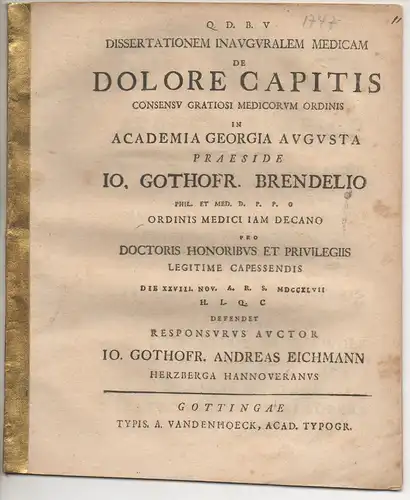 Q. D. B. V
1747
DISSERTATIONEM INAVGVRALEM MEDICAM
DE
DOLORE CAPITIS
CONSENSV GRATIOSI MEDICORVM ORDINIS
IN
ACADEMIA GEORGIA AVGVSTA
PRAESIDE
IO. GOTHOFR. BRENDELIO
PHIL. ET MED. D. P. P. O
ORDINIS MEDICI IAM DECANO
PRO
DOCTORIS HONORIBVS ET PRIVILEGIIS
LEGITIME CAPESSENDIS
DIE XXVIII. NOV. A. R. S. MDCCXLVII
H. L. Q. C
DEFENDET
RESPONSVRVS AVCTOR
IO. GOTHOFR. ANDREAS EICHMANN
HERZBERGA HANNOVERANVS
GOTTINGAE
TYPIS. A. VANDENHOECK, ACAD. TYPOGR.